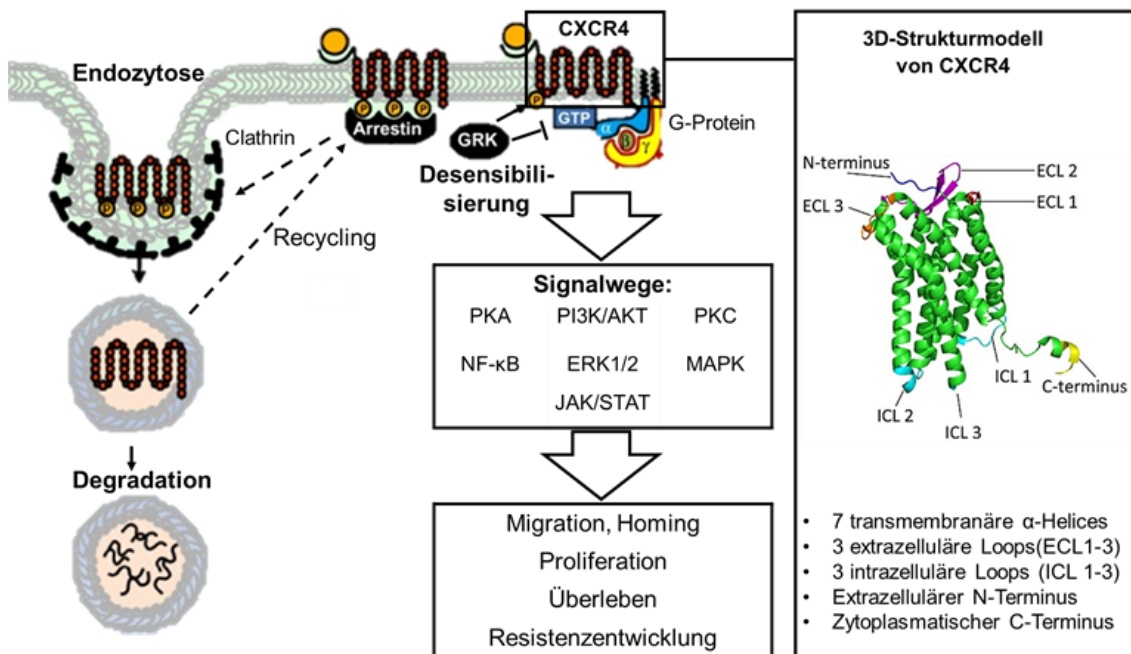 CXCR4
Endozytose
Clathrin
P P P
Arrestin
P
GRK
GTP
α
β
γ
G-Protein
Desensibili-
sierung
P P P
Recycling
Degradation
Signalwege:
PKA PI3K/AKT PKC
NF-κB ERK1/2 MAPK
JAK/STAT
Migration, Homing
Proliferation
Überleben
Resistenzentwicklung
3D-Strukturmodell
von CXCR4
N-terminus
ECL 2
ECL 3
ECL 1
ICL 1
C-terminus
ICL 2
ICL 3
• 7 transmembranäre α-Helices
• 3 extrazelluläre Loops(ECL1-3)
• 3 intrazelluläre Loops (ICL 1-3)
• Extrazellulärer N-Terminus
• Zytoplasmatischer C-Terminus